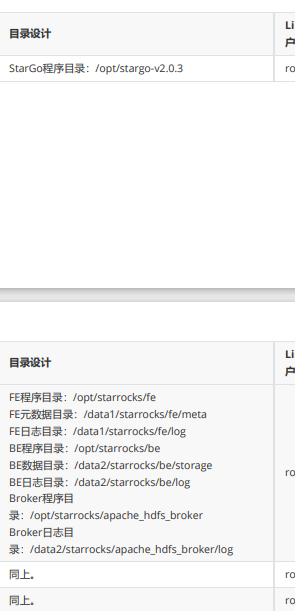 目录设计
Li
户
StarGo程序目录：/opt/stargo-v2.0.3
ro
目录设计
Li
户
FE程序目录：/opt/starrocks/fe
FE元数据目录：/data1/starrocks/fe/meta
FE日志目录：/data1/starrocks/fe/log
BE程序目录：/opt/starrocks/be
BE数据目录：/data2/starrocks/be/storage
BE日志目录：/data2/starrocks/be/log
Broker程序目
录：/opt/starrocks/apache_hdfs_broker
Broker日志目
录：/data2/starrocks/apache_hdfs_broker/log
ro
同上。
ro
同上。
ro